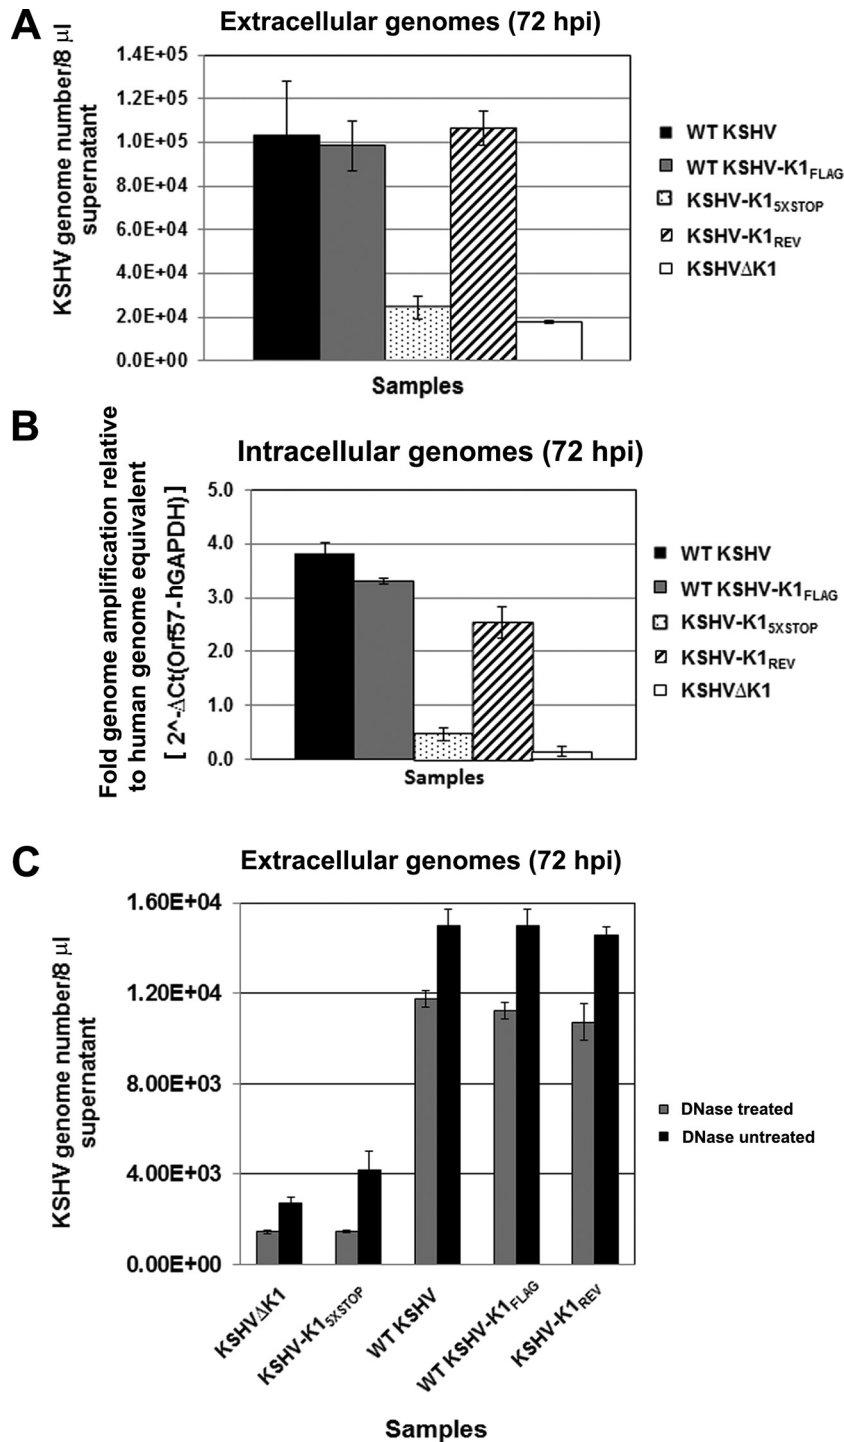 A
Extracellular genomes (72 hpi)
KSHV genome number/8 µl
supernatant
1.4E+05
1.2E+05
1.0E+05
8.0E+04
6.0E+04
4.0E+04
2.0E+04
0.0E+00
Samples
WT KSHV
WT KSHV-K1FLAG
KSHV-K15XSTOP
KSHV-K1REV
KSHVΔK1
B
Intracellular genomes (72 hpi)
Fold genome amplification relative
to human genome equivalent
[ 2^-ΔCt(Orf57-hGAPDH)]
5.0
4.0
3.0
2.0
1.0
0.0
Samples
WT KSHV
WT KSHV-K1FLAG
KSHV-K15XSTOP
KSHV-K1REV
KSHVΔK1
C
Extracellular genomes (72 hpi)
KSHV genome number/8 µl
supernatant
1.60E+04
1.20E+04
8.00E+03
4.00E+03
0.00E+00
DNase treated
DNase untreated
KSHVΔK1
KSHV-K15XSTOP
WT KSHV
WT KSHV-K1FLAG
KSHV-K1REV
Samples